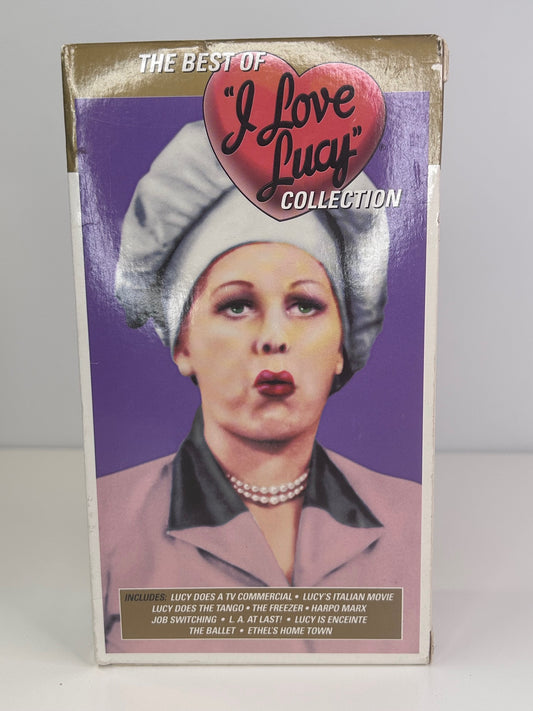 THE BEST OF
"I Love
Lucy"
COLLECTION
INCLUDES: LUCY DOES A TV COMMERCIAL • LUCY'S ITALIAN MOVIE
LUCY DOES THE TANGO • THE FREEZER • HARPO MARX
JOB SWITCHING • L. A. AT LAST! • LUCY IS ENCEINTE
THE BALLET • ETHEL'S HOME TOWN